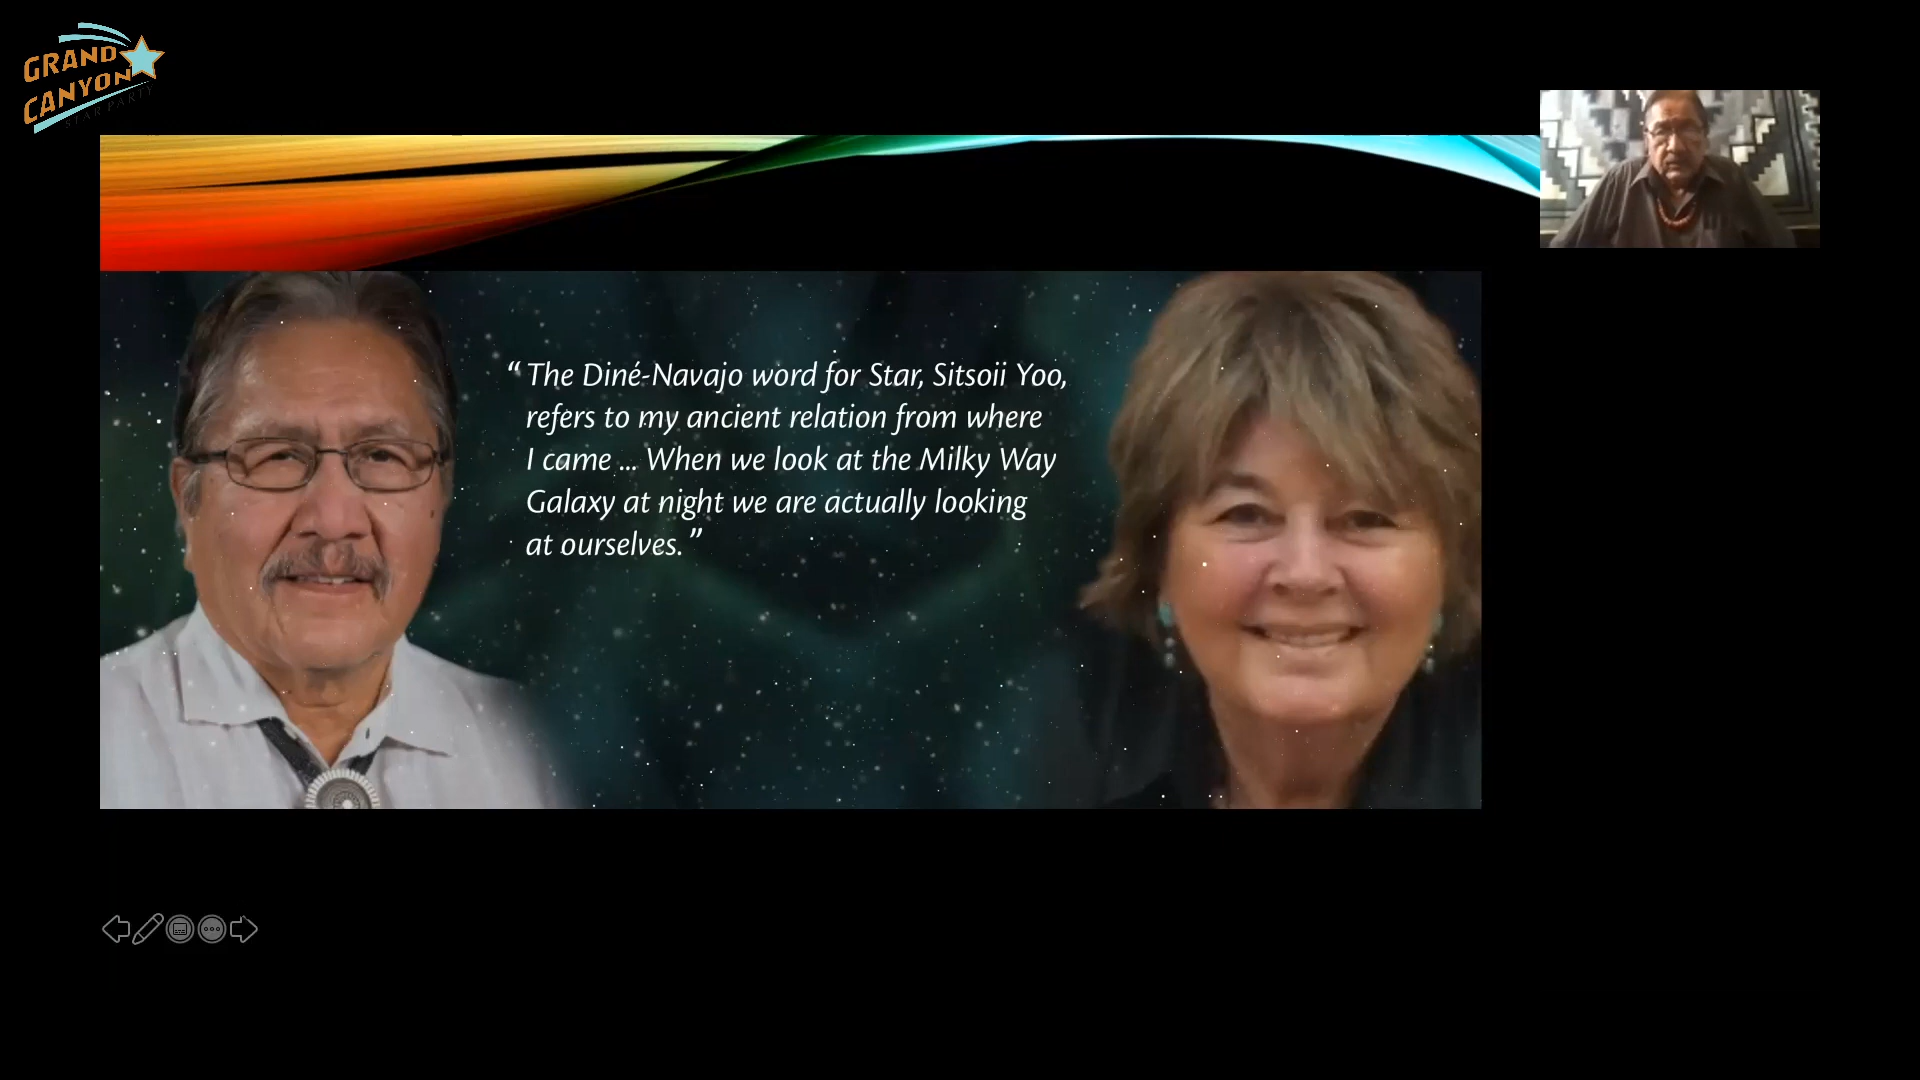 GRAND
CANYON
STAR PARTY
“ The Diné-Navajo word for Star, Sitsoii Yoo,
refers to my ancient relation from where
I came ... When we look at the Milky Way
Galaxy at night we are actually looking
at ourselves. ”